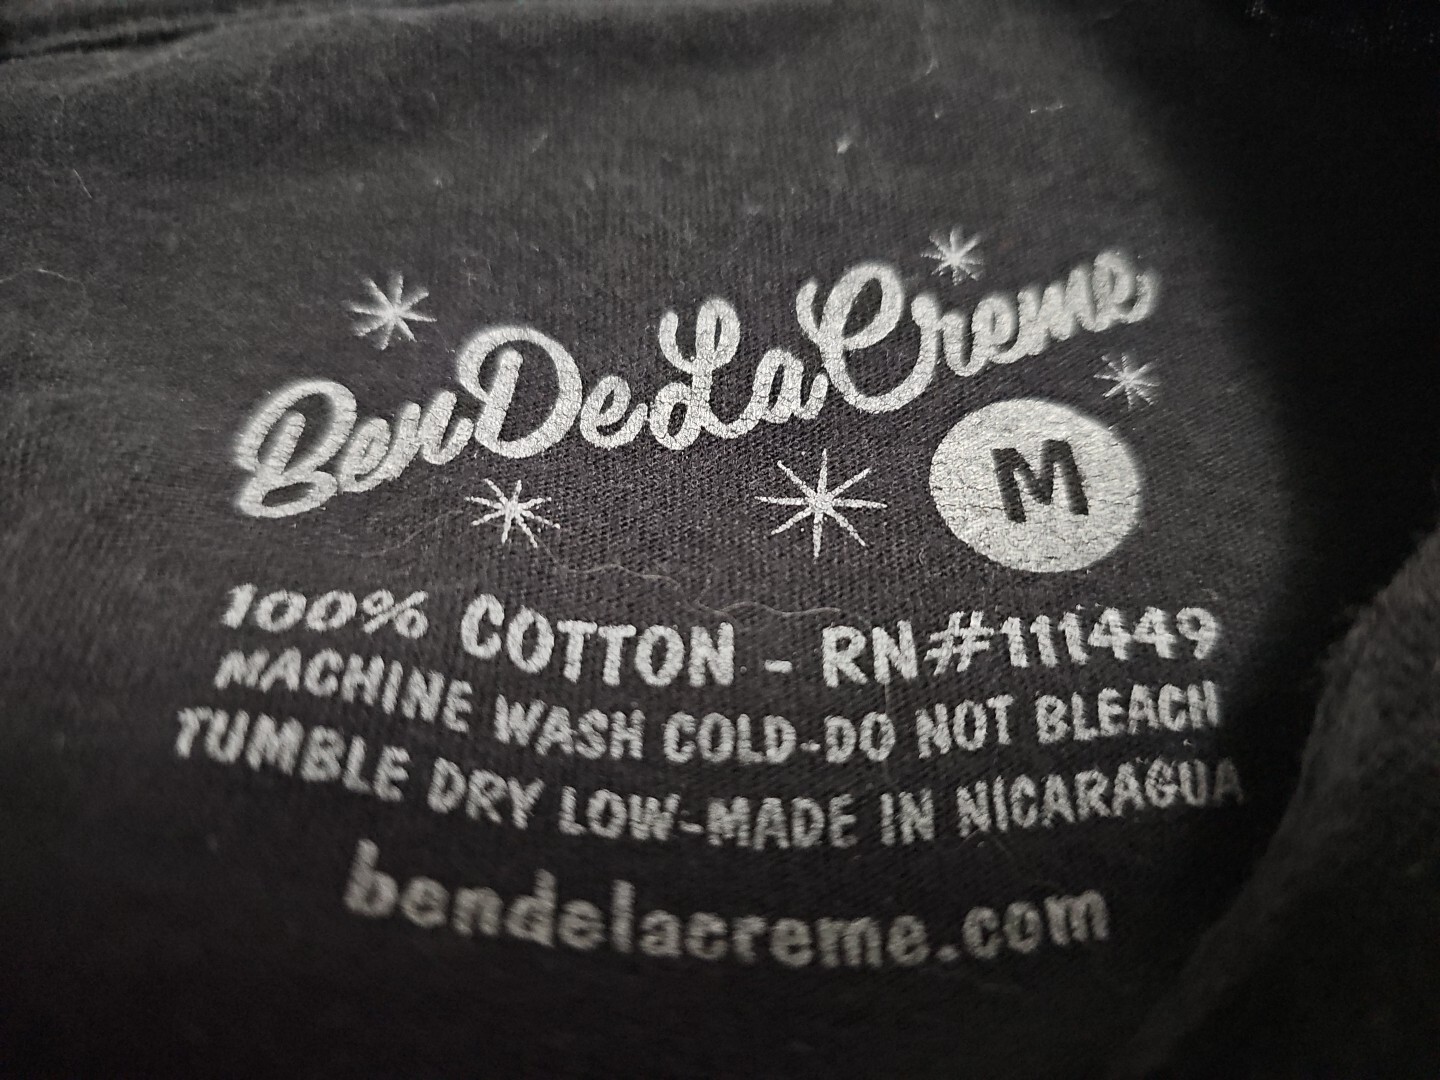 BenDeLaCreme
M
100% COTTON - RN#111449
MACHINE WASH COLD-DO NOT BLEACH
TUMBLE DRY LOW-MADE IN NICARAGUA
bendelacreme.com